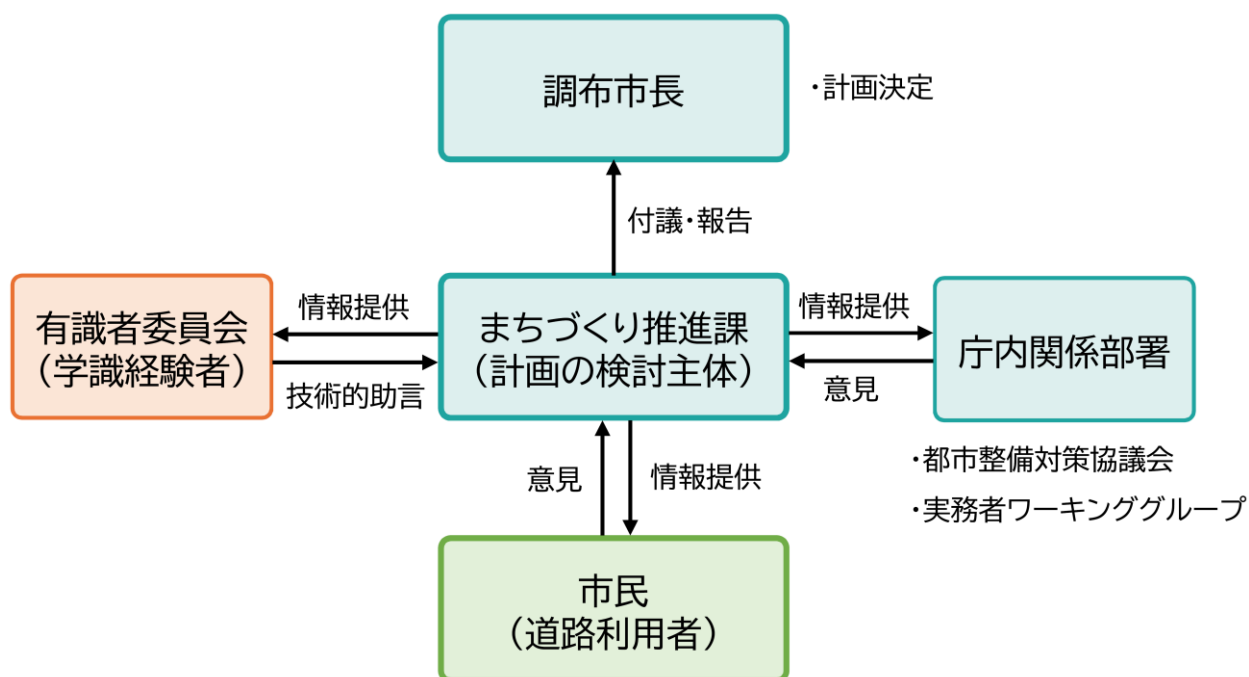 調布市長
・計画決定
付議・報告
有識者委員会
（学識経験者）
情報提供
技術的助言
まちづくり推進課
（計画の検討主体）
情報提供
意見
庁内関係部署
・都市整備対策協議会
・実務者ワーキンググループ
意見
情報提供
市民
（道路利用者）